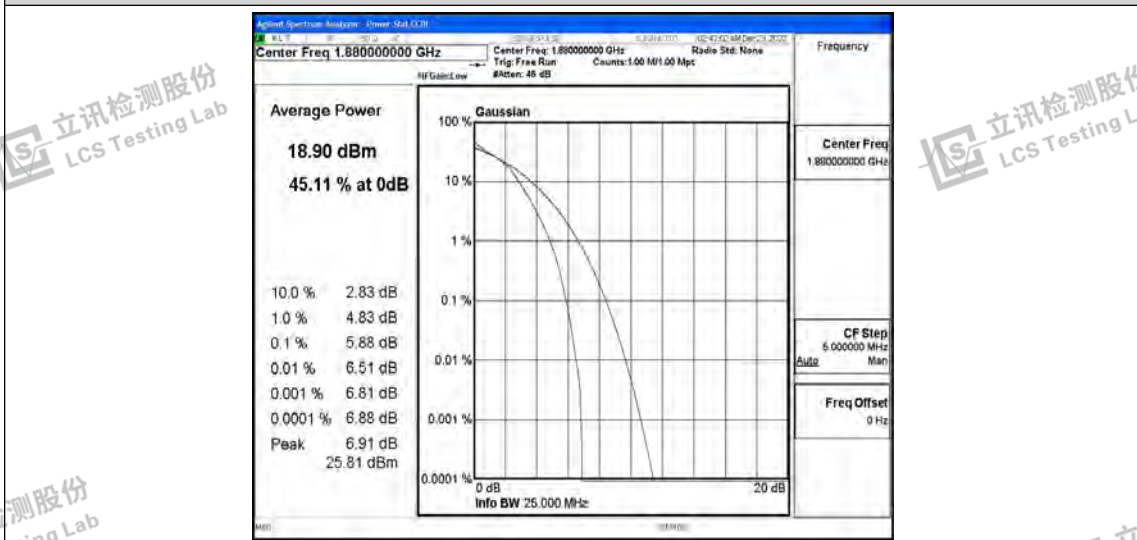 Agilent Spectrum Analyzer - Power Stat CCDF
Center Freq 1.880000000 GHz
Center Freq: 1.880000000 GHz
Radio Std: None
Trig: Free Run
Counts:1.00 M/1.00 Mpt
#IFGain:Low
#Atten: 46 dB
Frequency
Average Power
18.90 dBm
45.11 % at 0dB
10.0 % 2.83 dB
1.0 % 4.83 dB
0.1 % 5.88 dB
0.01 % 6.51 dB
0.001 % 6.81 dB
0.0001 % 6.88 dB
Peak 6.91 dB
25.81 dBm
Gaussian
100 %
10 %
1 %
0.1 %
0.01 %
0.001 %
0.0001 %
0 dB
20 dB
Info BW 25.000 MHz
Center Freq
1.880000000 GHz
CF Step
5.000000 MHz
Auto Man
Freq Offset
0 Hz
立讯检测股份
LCS Testing Lab
立讯检测股份
LCS Testing L
测股份
ing Lab